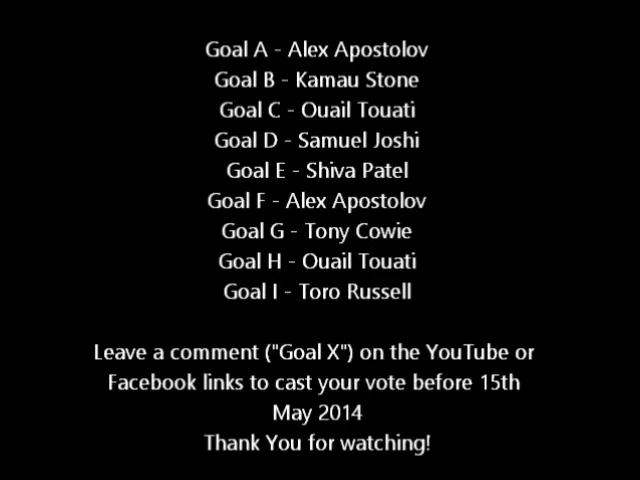 Goal A - Alex Apostolov
Goal B - Kamau Stone
Goal C - Ouail Touati
Goal D - Samuel Joshi
Goal E - Shiva Patel
Goal F - Alex Apostolov
Goal G - Tony Cowie
Goal H - Ouail Touati
Goal I - Toro Russell
Leave a comment ("Goal X") on the YouTube or
Facebook links to cast your vote before 15th
May 2014
Thank You for watching!